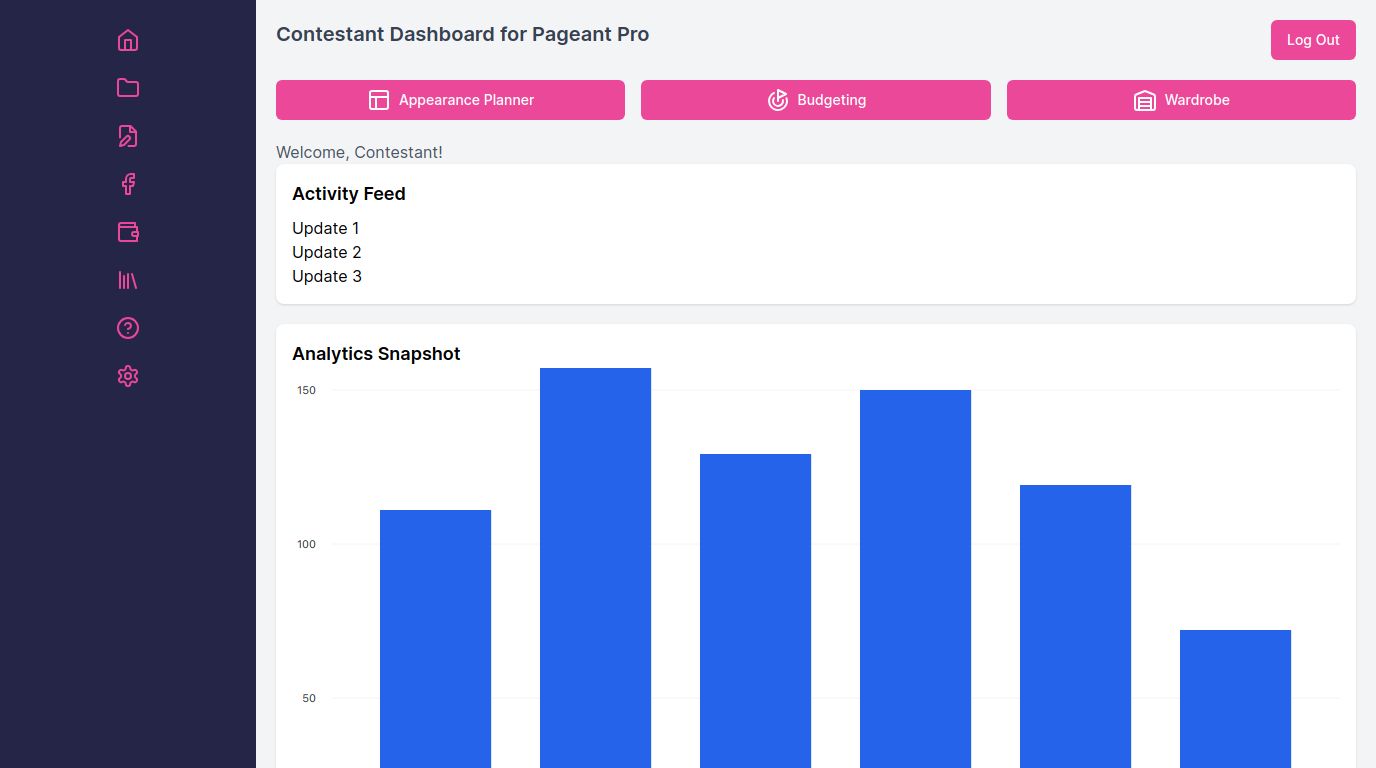 Contestant Dashboard for Pageant Pro
Log Out
Appearance Planner
Budgeting
Wardrobe
Welcome, Contestant!
Activity Feed
Update 1
Update 2
Update 3
Analytics Snapshot
150
100
50